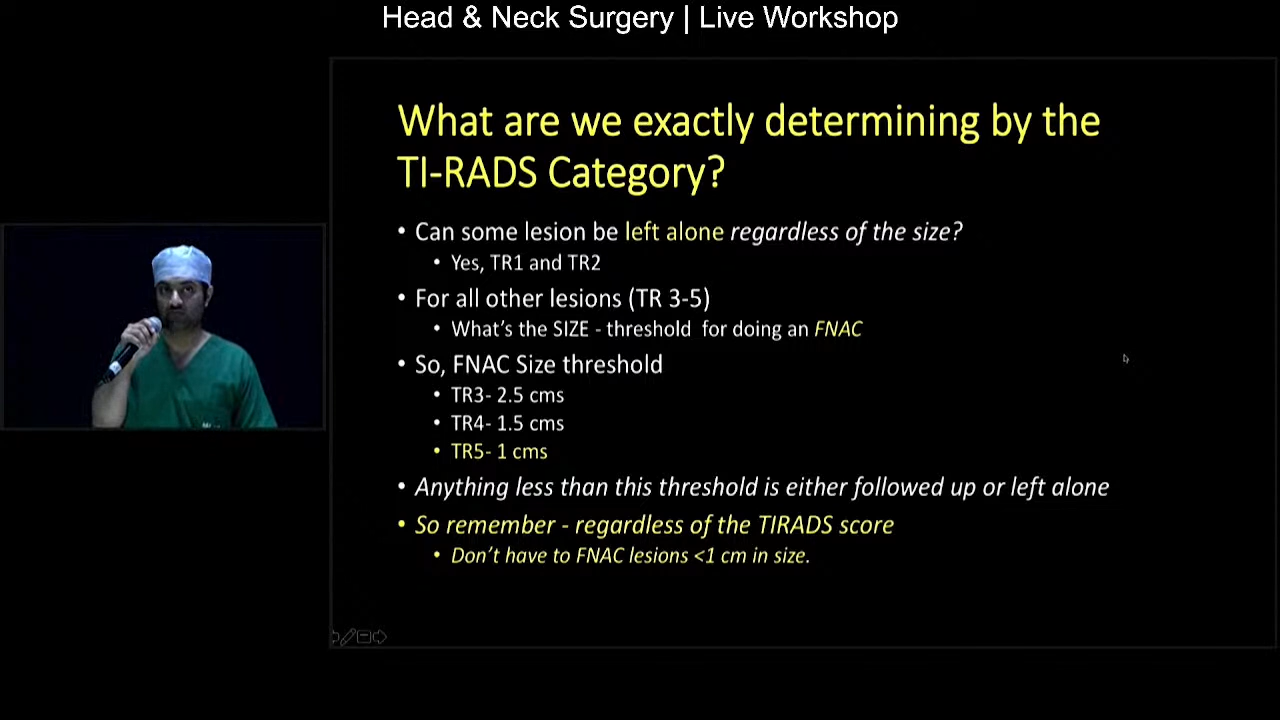 Head & Neck Surgery | Live Workshop
What are we exactly determining by the
TI-RADS Category?
• Can some lesion be left alone regardless of the size?
• Yes, TR1 and TR2
• For all other lesions (TR 3-5)
• What's the SIZE - threshold for doing an FNAC
• So, FNAC Size threshold
• TR3- 2.5 cms
• TR4- 1.5 cms
• TR5- 1 cms
• Anything less than this threshold is either followed up or left alone
• So remember - regardless of the TIRADS score
• Don't have to FNAC lesions <1 cm in size.